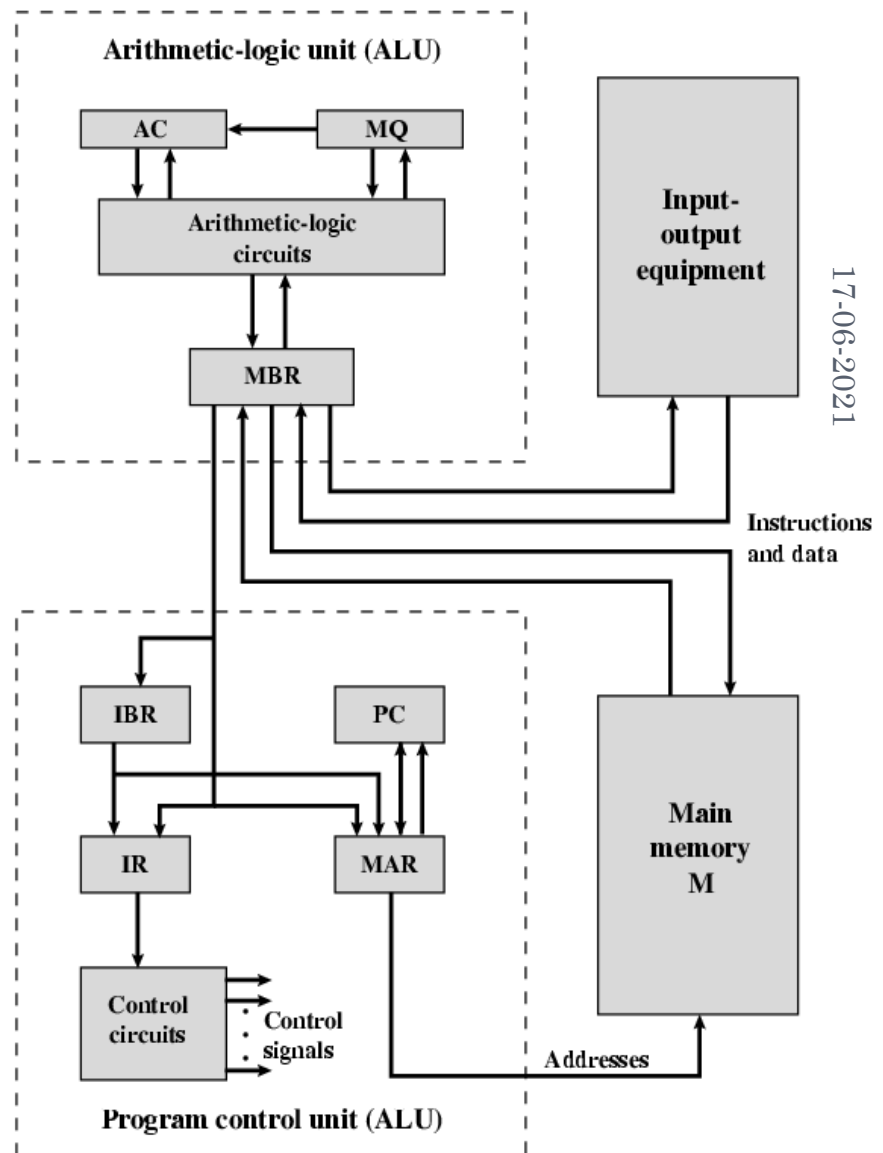 Arithmetic-logic unit (ALU)
AC
MQ
Arithmetic-logic
circuits
MBR
Input-
output
equipment
17-06-2021
Instructions
and data
IBR
PC
IR
MAR
Main
memory
M
Control
circuits
Control
signals
Addresses
Program control unit (ALU)